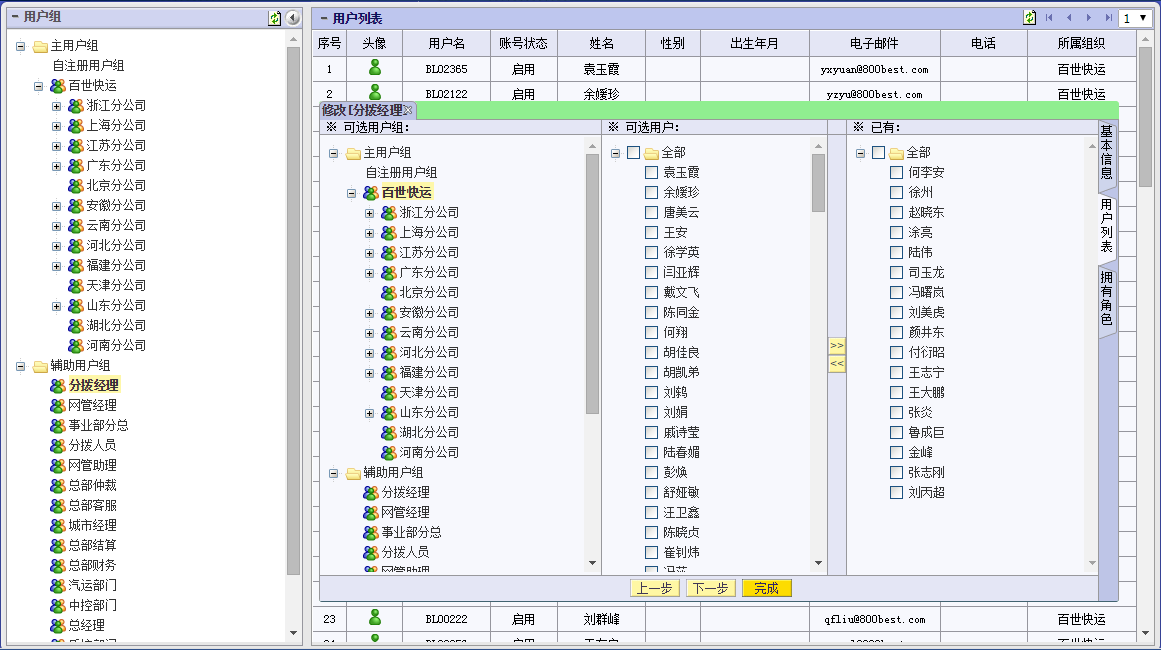 用户组
主用户组
自注册用户组
百世快运
浙江分公司
上海分公司
江苏分公司
广东分公司
北京分公司
安徽分公司
云南分公司
河北分公司
福建分公司
天津分公司
山东分公司
湖北分公司
河南分公司
辅助用户组
分拨经理
网管经理
事业部分总
分拨人员
网管助理
总部仲裁
总部客服
城市经理
总部结算
总部财务
汽运部门
中控部门
总经理
用户列表 1
序号 头像 用户名 账号状态 姓名 性别 出生年月 电子邮件 电话 所属组织
1 BL02365 启用 袁玉霞 yxyuan@800best.com 百世快运
2 BL02122 启用 余媛珍 yzyu@800best.com 百世快运
修改[分拨经理
※ 可选用户组：
主用户组
自注册用户组
百世快运
浙江分公司
上海分公司
江苏分公司
广东分公司
北京分公司
安徽分公司
云南分公司
河北分公司
福建分公司
天津分公司
山东分公司
湖北分公司
河南分公司
辅助用户组
分拨经理
网管经理
事业部分总
分拨人员
网管助理
※ 可选用户：
全部
袁玉霞
余媛珍
唐美云
王安
徐学英
闫亚辉
戴文飞
陈同金
何翔
胡佳良
胡凯弟
刘鹤
刘娟
戚诗莹
陆春媚
彭焕
舒娅敏
汪卫鑫
陈晓贞
崔钊炜
>>
<<
※ 已有：
全部
何李安
徐州
赵晓东
涂亮
陆伟
司玉龙
冯曙岚
刘美虎
颜井东
付衍昭
王志宁
王大鹏
张炎
鲁成巨
金峰
张志刚
刘丙超
基本信息
用户列表
拥有角色
上一步 下一步 完成
23 BL00222 启用 刘群峰 qfliu@800best.com 百世快运